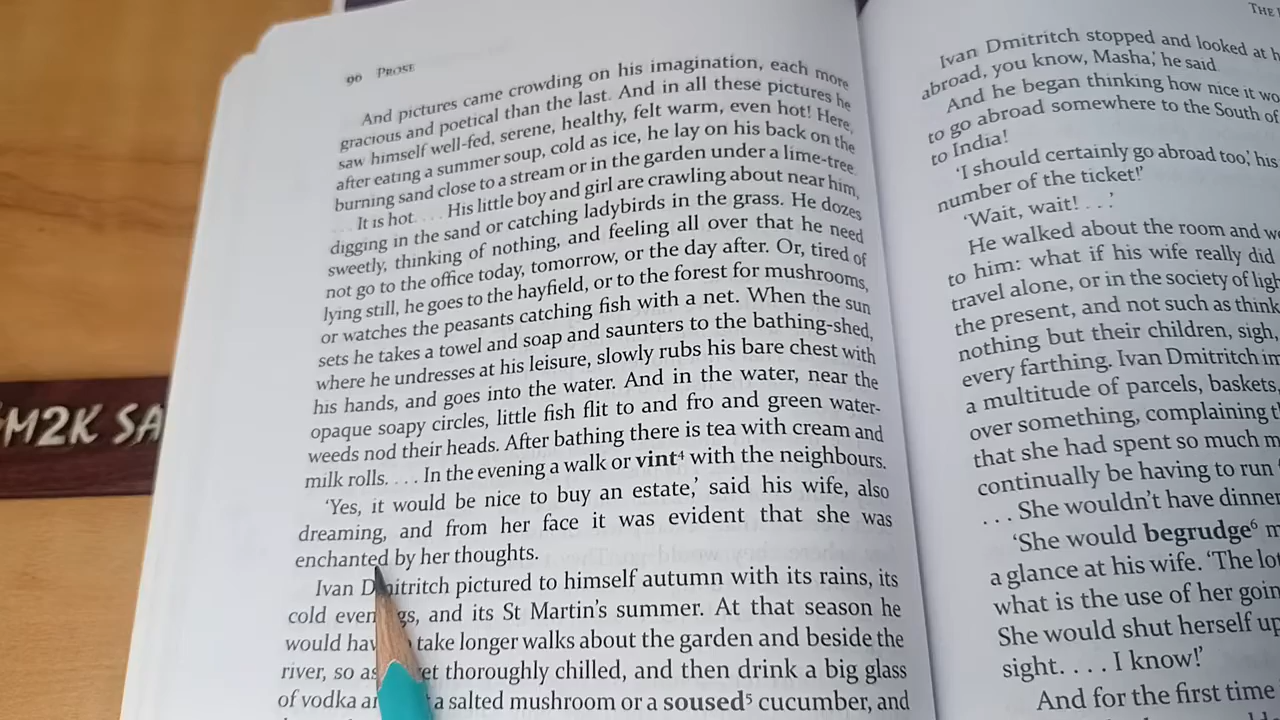 90 PROSE
And pictures came crowding on his imagination, each more
gracious and poetical than the last. And in all these pictures he
saw himself well-fed, serene, healthy, felt warm, even hot! Here,
after eating a summer soup, cold as ice, he lay on his back on the
burning sand close to a stream or in the garden under a lime-tree.
. . . It is hot. . . . His little boy and girl are crawling about near him,
digging in the sand or catching ladybirds in the grass. He dozes
sweetly, thinking of nothing, and feeling all over that he need
not go to the office today, tomorrow, or the day after. Or, tired of
lying still, he goes to the hayfield, or to the forest for mushrooms,
or watches the peasants catching fish with a net. When the sun
sets he takes a towel and soap and saunters to the bathing-shed,
where he undresses at his leisure, slowly rubs his bare chest with
his hands, and goes into the water. And in the water, near the
opaque soapy circles, little fish flit to and fro and green water-
weeds nod their heads. After bathing there is tea with cream and
milk rolls. . . . In the evening a walk or vint⁴ with the neighbours.
‘Yes, it would be nice to buy an estate,’ said his wife, also
dreaming, and from her face it was evident that she was
enchanted by her thoughts.
Ivan Dmitritch pictured to himself autumn with its rains, its
cold evenings, and its St Martin’s summer. At that season he
would have take longer walks about the garden and beside the
river, so as get thoroughly chilled, and then drink a big glass
of vodka a salted mushroom or a soused⁵ cucumber, and
M2K SA
THE
Ivan Dmitritch stopped and looked at
abroad, you know, Masha,’ he said.
And he began thinking how nice it
to go abroad somewhere to the South of
to India!
‘I should certainly go abroad too,’ his
number of the ticket!’
‘Wait, wait! . . .’
He walked about the room and
to him: what if his wife really did
travel alone, or in the society of
the present, and not such as think
nothing but their children, sigh,
every farthing. Ivan Dmitritch
a multitude of parcels, baskets,
over something, complaining
that she had spent so much
continually be having to run
. . . She wouldn’t have dinner
‘She would begrudge⁶
a glance at his wife. ‘The
what is the use of her
She would shut herself up
sight. . . . I know!’
And for the first time